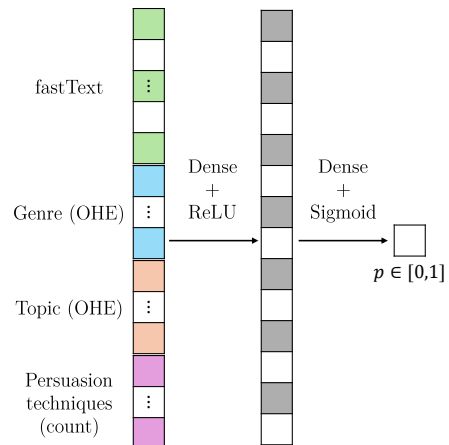 fastText
Genre (OHE)
Topic (OHE)
Persuasion
techniques
(count)
Dense
+
ReLU
Dense
+
Sigmoid
p ∈ [0,1]